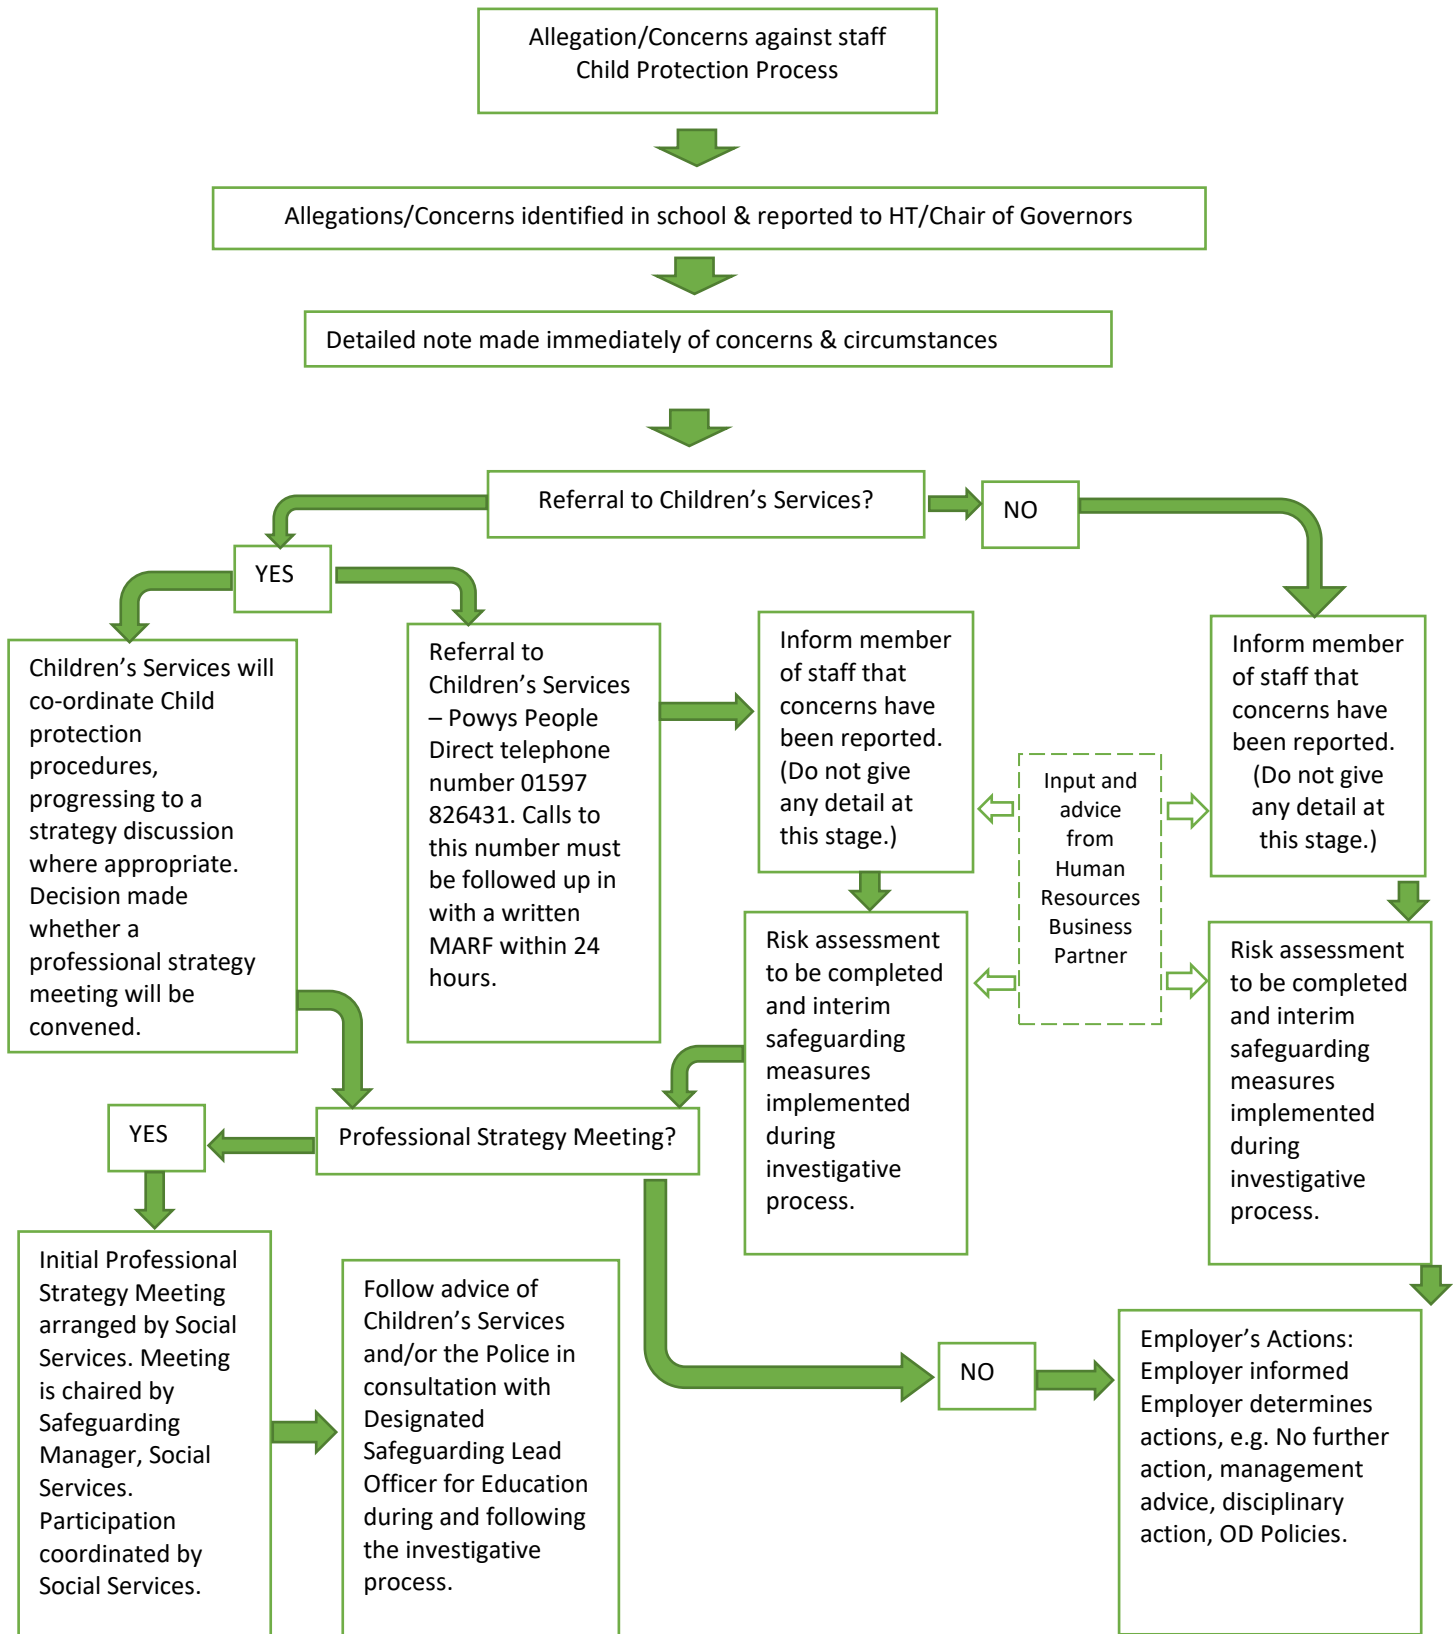 Allegation/Concerns against staff
Child Protection Process
Allegations/Concerns identified in school & reported to HT/Chair of Governors
Detailed note made immediately of concerns & circumstances
Referral to Children’s Services?
NO
YES
Children’s Services will
co-ordinate Child
protection
procedures,
progressing to a
strategy discussion
where appropriate.
Decision made
whether a
professional strategy
meeting will be
convened.
Referral to
Children’s Services
– Powys People
Direct telephone
number 01597
826431. Calls to
this number must
be followed up in
with a written
MARF within 24
hours.
Inform member
of staff that
concerns have
been reported.
(Do not give
any detail at
this stage.)
Input and
advice
from
Human
Resources
Business
Partner
Inform member
of staff that
concerns have
been reported.
(Do not give
any detail at
this stage.)
Risk assessment
to be completed
and interim
safeguarding
measures
implemented
during
investigative
process.
Risk assessment
to be completed
and interim
safeguarding
measures
implemented
during
investigative
process.
YES
Professional Strategy Meeting?
Initial Professional
Strategy Meeting
arranged by Social
Services. Meeting
is chaired by
Safeguarding
Manager, Social
Services.
Participation
coordinated by
Social Services.
Follow advice of
Children’s Services
and/or the Police in
consultation with
Designated
Safeguarding Lead
Officer for Education
during and following
the investigative
process.
NO
Employer’s Actions:
Employer informed
Employer determines
actions, e.g. No further
action, management
advice, disciplinary
action, OD Policies.